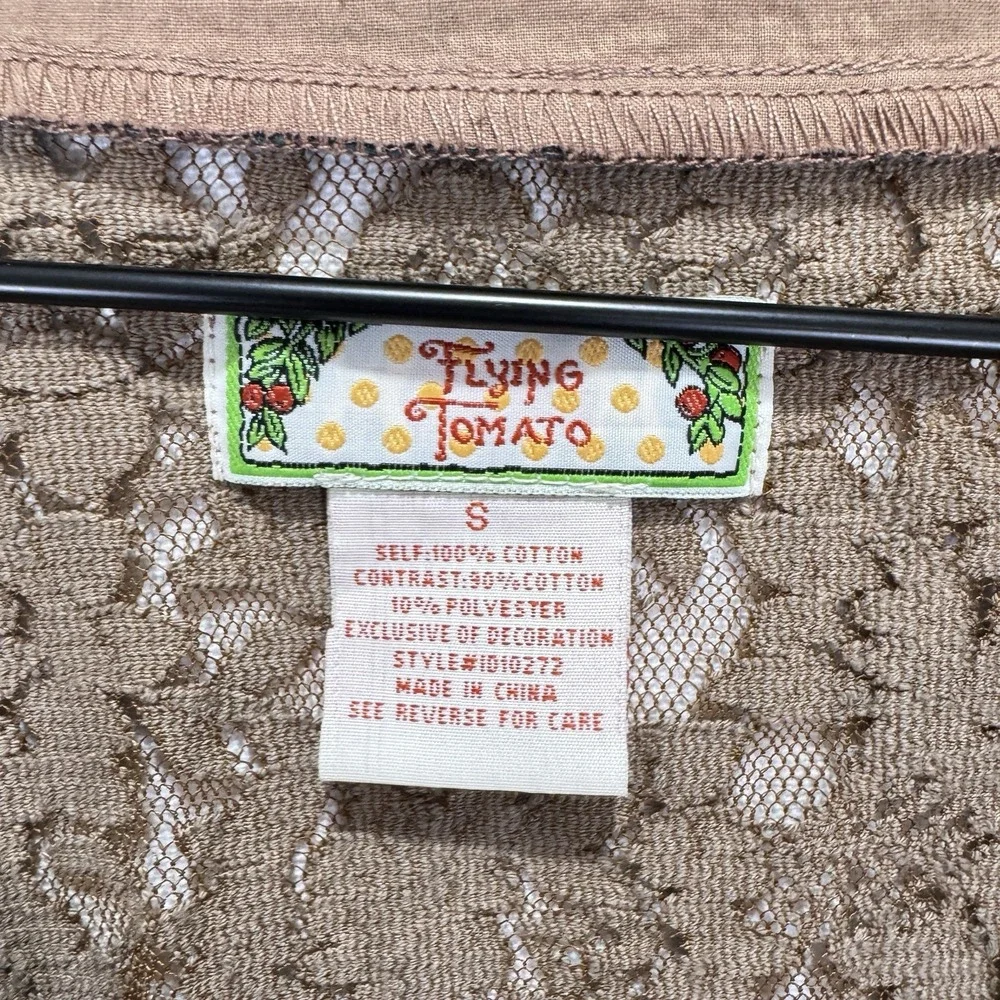 FLYING
TOMATO
S
SELF:100% COTTON
CONTRAST:90%COTTON
10% POLYESTER
EXCLUSIVE OF DECORATION
STYLE#1010272
MADE IN CHINA
SEE REVERSE FOR CARE